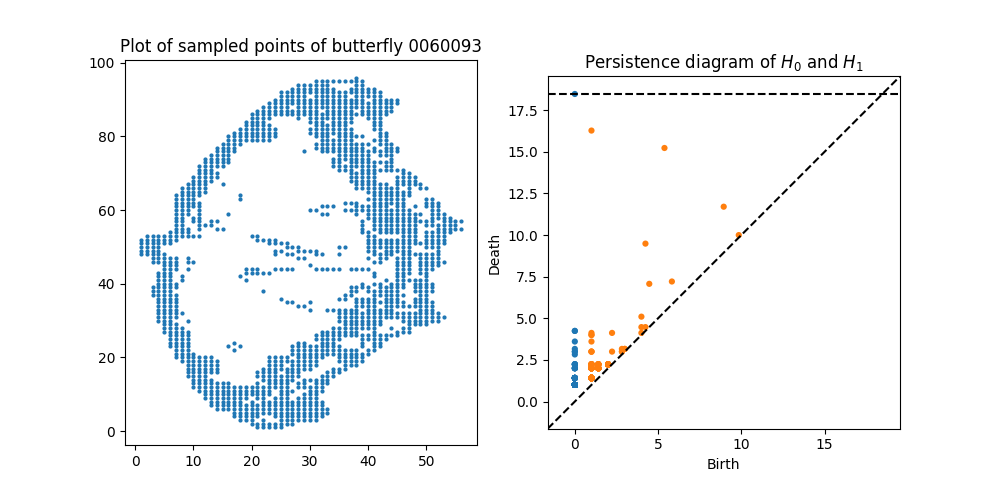 Plot of sampled points of butterfly 0060093
100
80
60
40
20
0
0 10 20 30 40 50
Persistence diagram of H₀ and H₁
Death
17.5
15.0
12.5
10.0
7.5
5.0
2.5
0.0
0 5 10 15
Birth